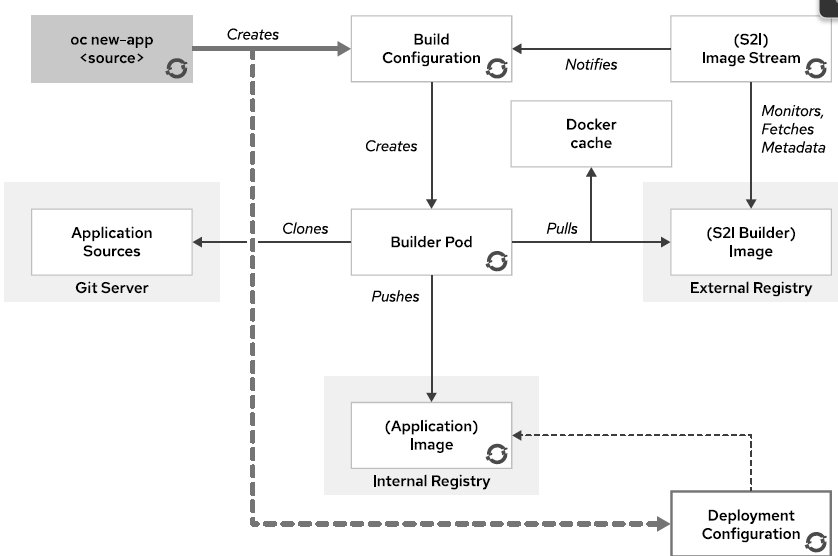 oc new-app
<source>
Creates
Build
Configuration
Notifies
(S2I)
Image Stream
Creates
Docker
cache
Monitors,
Fetches
Metadata
Application
Sources
Git Server
Clones
Builder Pod
Pulls
(S2I Builder)
Image
External Registry
Pushes
(Application)
Image
Internal Registry
Deployment
Configuration